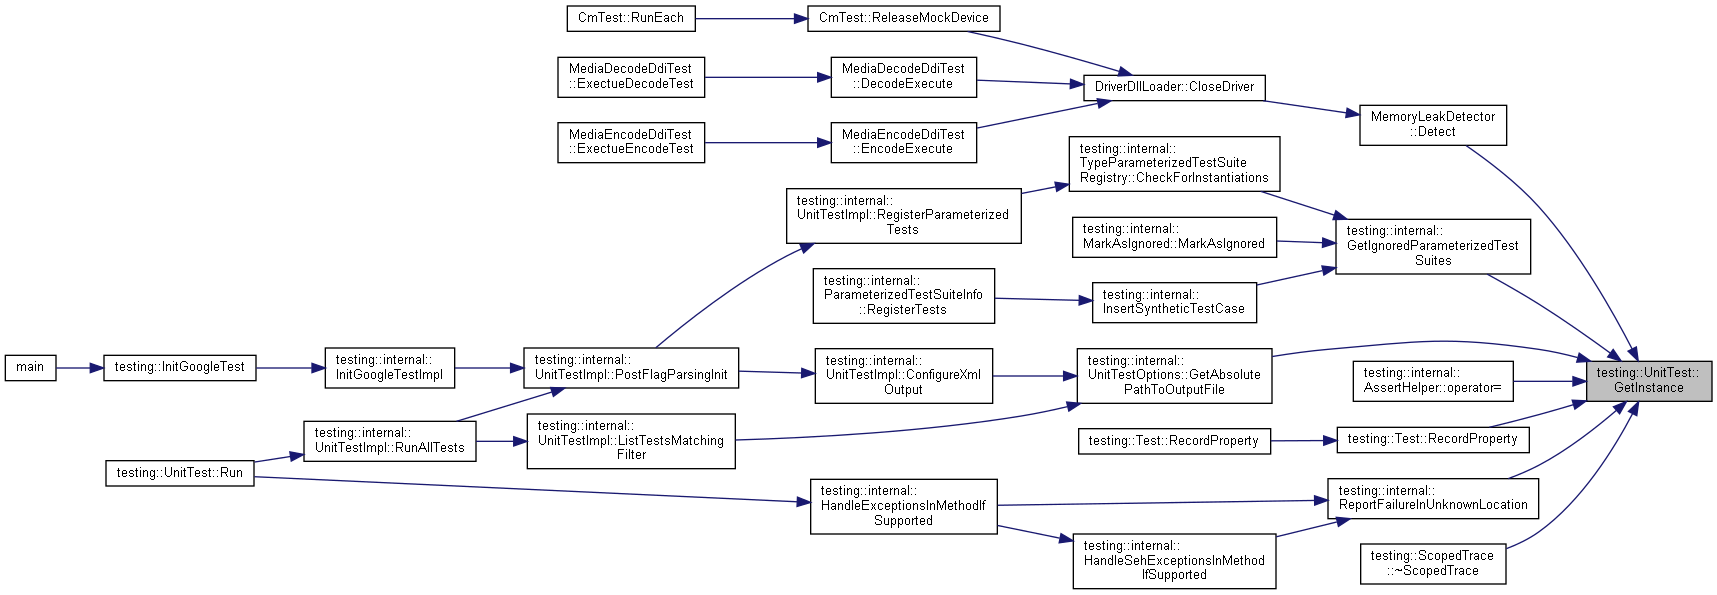 CmTest::RunEach
CmTest::ReleaseMockDevice
MediaDecodeDdiTest
::ExectueDecodeTest
MediaDecodeDdiTest
::DecodeExecute
DriverDllLoader::CloseDriver
MemoryLeakDetector
::Detect
MediaEncodeDdiTest
::ExectueEncodeTest
MediaEncodeDdiTest
::EncodeExecute
testing::internal::
TypeParameterizedTestSuite
Registry::CheckForInstantiations
testing::internal::
UnitTestImpl::RegisterParameterized
Tests
testing::internal::
MarkAsIgnored::MarkAsIgnored
testing::internal::
GetIgnoredParameterizedTest
Suites
testing::internal::
ParameterizedTestSuiteInfo
::RegisterTests
testing::internal::
InsertSyntheticTestCase
main
testing::InitGoogleTest
testing::internal::
InitGoogleTestImpl
testing::internal::
UnitTestImpl::PostFlagParsingInit
testing::internal::
UnitTestImpl::ConfigureXml
Output
testing::internal::
UnitTestOptions::GetAbsolute
PathToOutputFile
testing::internal::
AssertHelper::operator=
testing::UnitTest::
GetInstance
testing::internal::
UnitTestImpl::RunAllTests
testing::internal::
UnitTestImpl::ListTestsMatching
Filter
testing::Test::RecordProperty
testing::Test::RecordProperty
testing::UnitTest::Run
testing::internal::
HandleExceptionsInMethodIf
Supported
testing::internal::
ReportFailureInUnknownLocation
testing::internal::
HandleSehExceptionsInMethod
IfSupported
testing::ScopedTrace
::~ScopedTrace